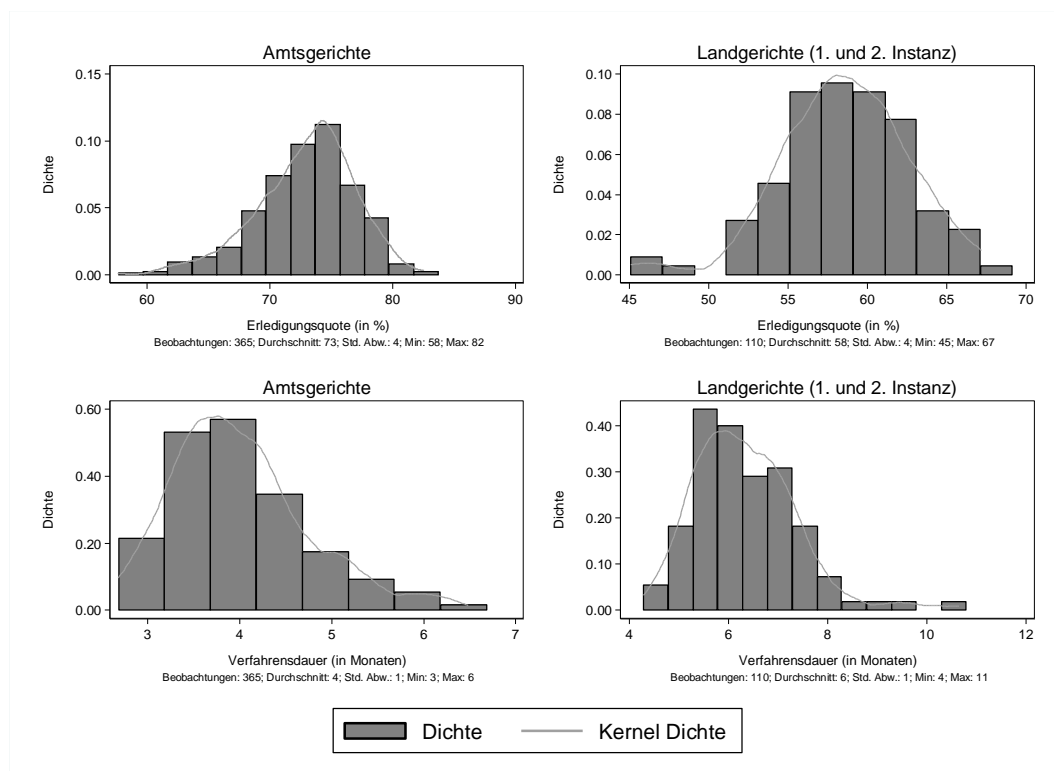 Amtsgerichte
0.15
0.10
0.05
0.00
Dichte
60 70 80 90
Erledigungsquote (in %)
Beobachtungen: 365; Durchschnitt: 73; Std. Abw.: 4; Min: 58; Max: 82
Landgerichte (1. und 2. Instanz)
0.10
0.08
0.06
0.04
0.02
0.00
Dichte
45 50 55 60 65 70
Erledigungsquote (in %)
Beobachtungen: 110; Durchschnitt: 58; Std. Abw.: 4; Min: 45; Max: 67
Amtsgerichte
0.60
0.40
0.20
0.00
Dichte
3 4 5 6 7
Verfahrensdauer (in Monaten)
Beobachtungen: 365; Durchschnitt: 4; Std. Abw.: 1; Min: 3; Max: 6
Landgerichte (1. und 2. Instanz)
0.40
0.30
0.20
0.10
0.00
Dichte
4 6 8 10 12
Verfahrensdauer (in Monaten)
Beobachtungen: 110; Durchschnitt: 6; Std. Abw.: 1; Min: 4; Max: 11
Dichte Kernel Dichte